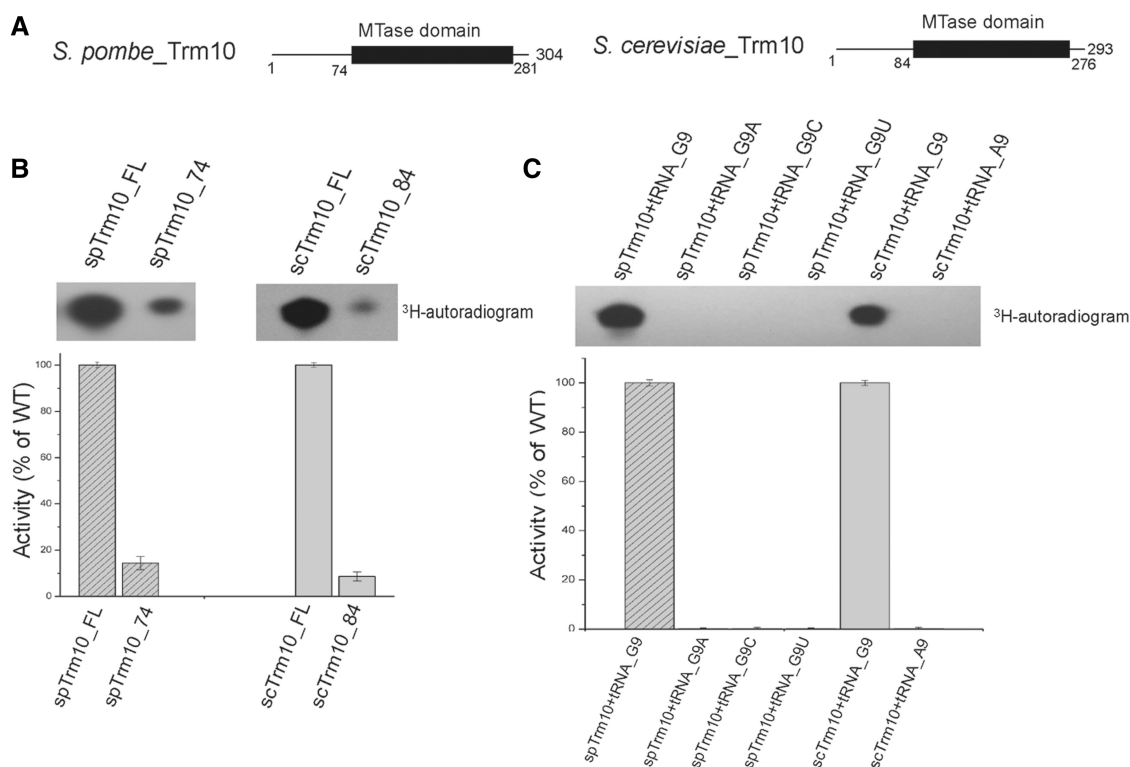 A
S. pombe_Trm10
MTase domain
1
74
281
304
S. cerevisiae_Trm10
MTase domain
1
84
276
293
B
spTrm10_FL
spTrm10_74
scTrm10_FL
scTrm10_84
3H-autoradiogram
Activity (% of WT)
100
80
60
40
20
0
spTrm10_FL
spTrm10_74
scTrm10_FL
scTrm10_84
C
spTrm10+tRNA_G9
spTrm10+tRNA_G9A
spTrm10+tRNA_G9C
spTrm10+tRNA_G9U
scTrm10+tRNA_G9
scTrm10+tRNA_A9
3H-autoradiogram
Activity (% of WT)
100
80
60
40
20
0
spTrm10+tRNA_G9
spTrm10+tRNA_G9A
spTrm10+tRNA_G9C
spTrm10+tRNA_G9U
scTrm10+tRNA_G9
scTrm10+tRNA_A9